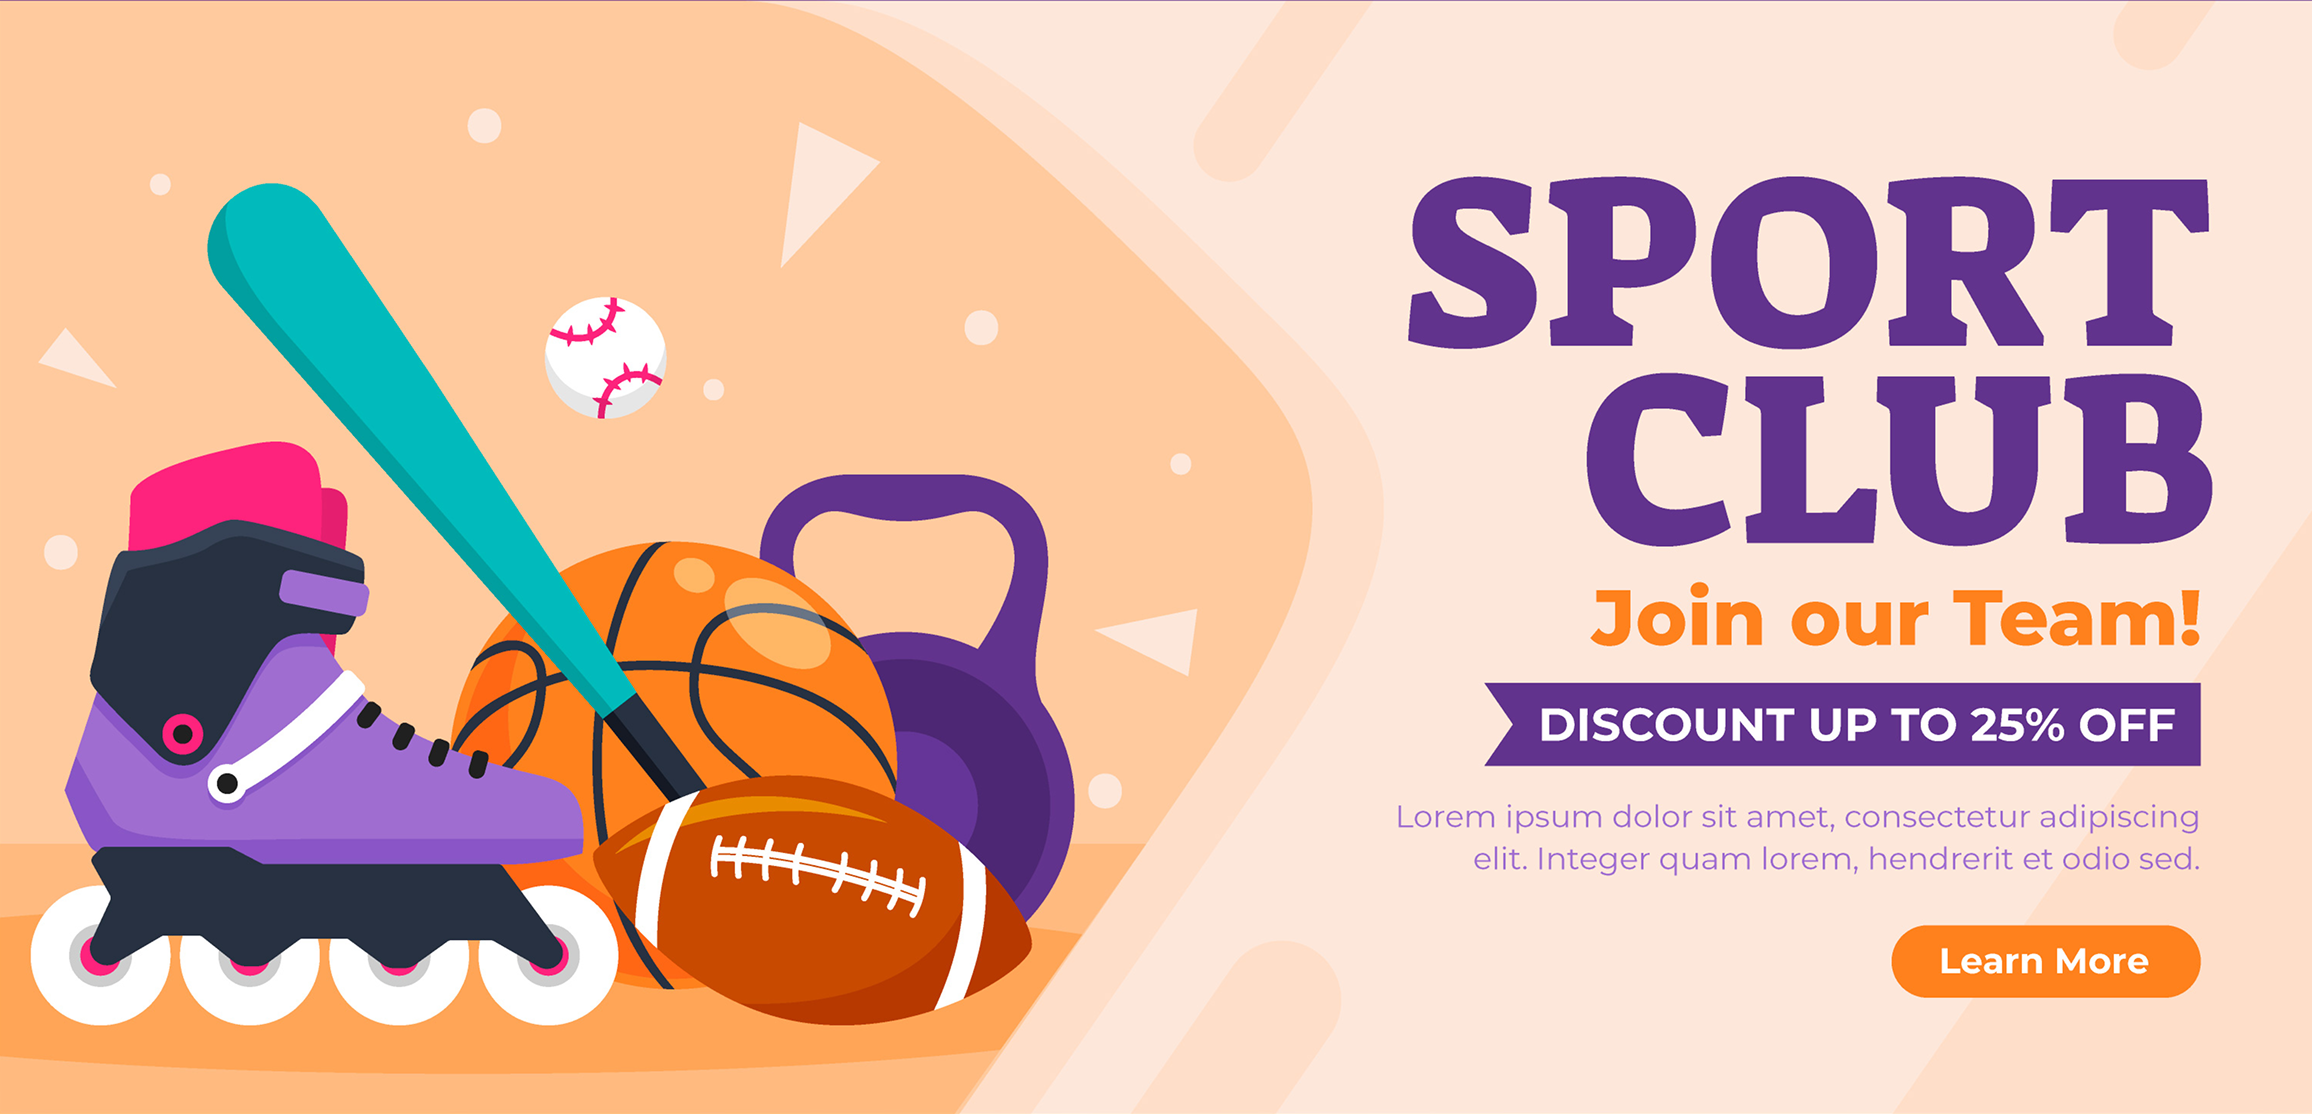 SPORT
CLUB
Join our Team!
DISCOUNT UP TO 25% OFF
Lorem ipsum dolor sit amet, consectetur adipiscing
elit. Integer quam lorem, hendrerit et odio sed.
Learn More